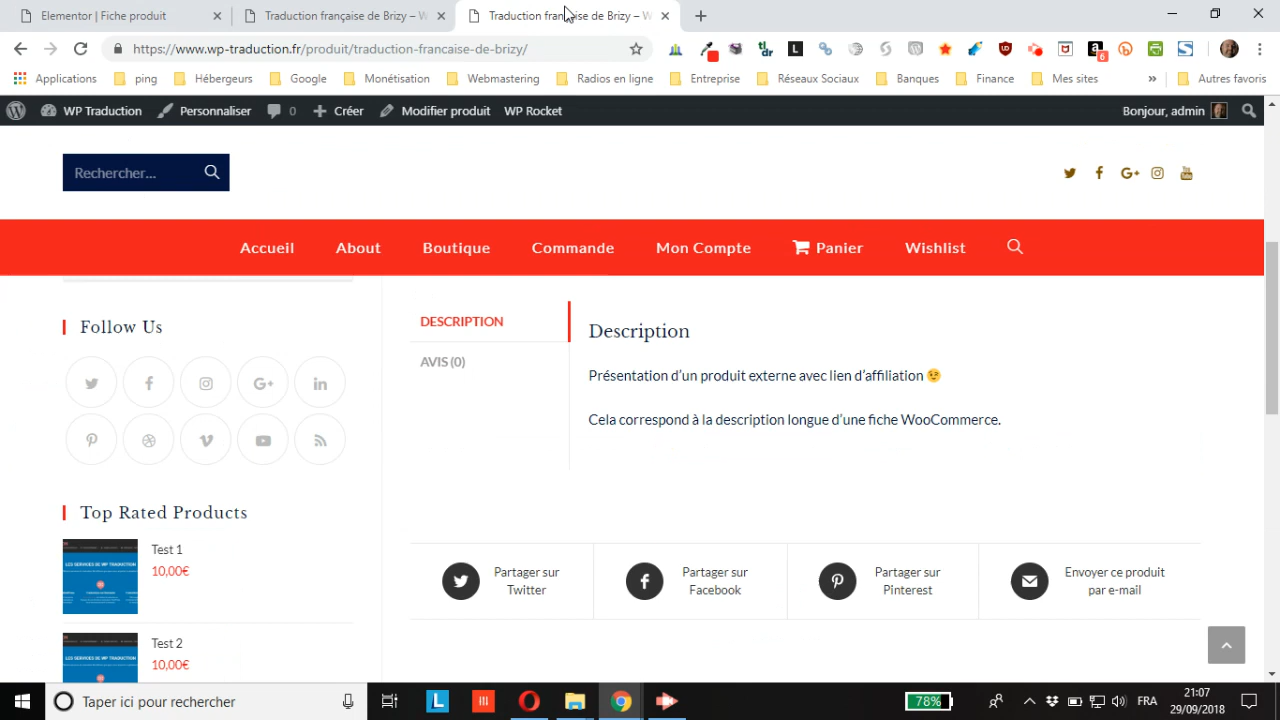 Elementor | Fiche produit
Traduction française de Brizy – W
Traduction française de Brizy – W
https://www.wp-traduction.fr/produit/traduction-francaise-de-brizy/
Applications
ping
Hébergeurs
Google
Monétisation
Webmastering
Radios en ligne
Entreprise
Réseaux Sociaux
Banques
Finance
Mes sites
»
Autres favoris
WP Traduction
Personnaliser
0
Créer
Modifier produit
WP Rocket
Bonjour, admin
Rechercher...
Accueil
About
Boutique
Commande
Mon Compte
Panier
Wishlist
Follow Us
DESCRIPTION
AVIS (0)
Description
Présentation d'un produit externe avec lien d'affiliation 😉
Cela correspond à la description longue d'une fiche WooCommerce.
Top Rated Products
Test 1
10,00€
Test 2
10,00€
Partager sur
Twitter
Partager sur
Facebook
Partager sur
Pinterest
Envoyer ce produit
par e-mail
Taper ici pour rechercher
78%
FRA
21:07
29/09/2018